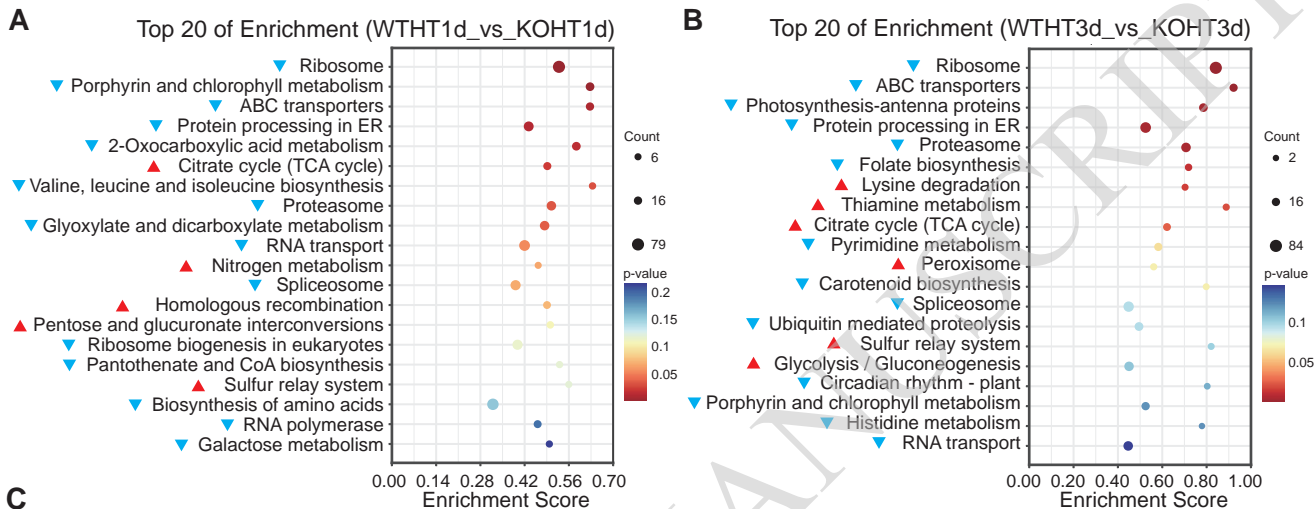 A
Top 20 of Enrichment (WTHT1d_vs_KOHT1d)
Ribosome
Porphyrin and chlorophyll metabolism
ABC transporters
Protein processing in ER
2-Oxocarboxylic acid metabolism
Citrate cycle (TCA cycle)
Valine, leucine and isoleucine biosynthesis
Proteasome
Glyoxylate and dicarboxylate metabolism
RNA transport
Nitrogen metabolism
Spliceosome
Homologous recombination
Pentose and glucuronate interconversions
Ribosome biogenesis in eukaryotes
Pantothenate and CoA biosynthesis
Sulfur relay system
Biosynthesis of amino acids
RNA polymerase
Galactose metabolism
0.00 0.14 0.28 0.42 0.56 0.70
Enrichment Score
Count
6
16
79
p-value
0.2
0.15
0.1
0.05
B
Top 20 of Enrichment (WTHT3d_vs_KOHT3d)
Ribosome
ABC transporters
Photosynthesis-antenna proteins
Protein processing in ER
Proteasome
Folate biosynthesis
Lysine degradation
Thiamine metabolism
Citrate cycle (TCA cycle)
Pyrimidine metabolism
Peroxisome
Carotenoid biosynthesis
Spliceosome
Ubiquitin mediated proteolysis
Sulfur relay system
Glycolysis / Gluconeogenesis
Circadian rhythm - plant
Porphyrin and chlorophyll metabolism
Histidine metabolism
RNA transport
0.00 0.20 0.40 0.60 0.80 1.00
Enrichment Score
Count
2
16
84
p-value
0.1
0.05
C
ANUSCRIPT